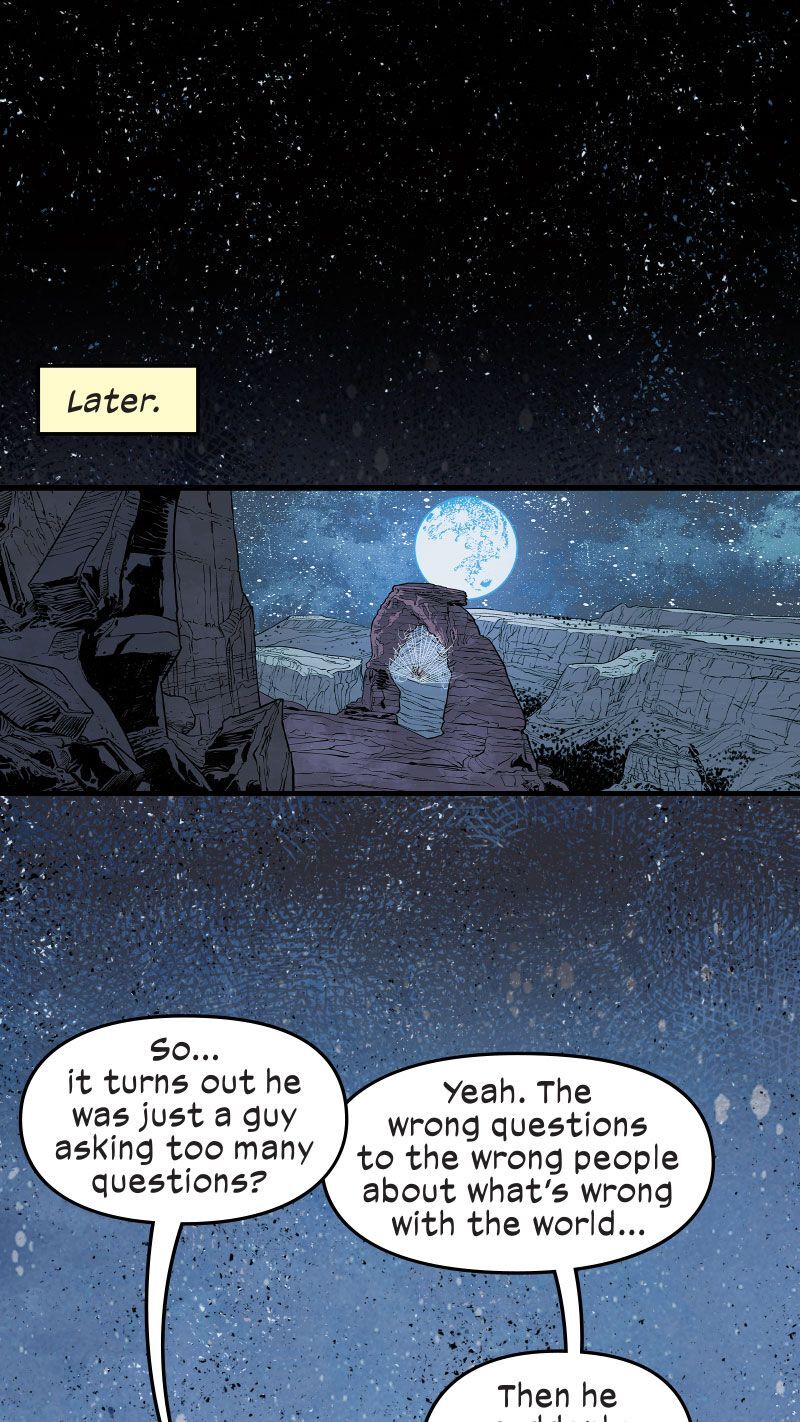 Later.
So...
it turns out he
was just a guy
asking too many
questions?
Yeah. The
wrong questions
to the wrong people
about what's wrong
with the world...
Then he